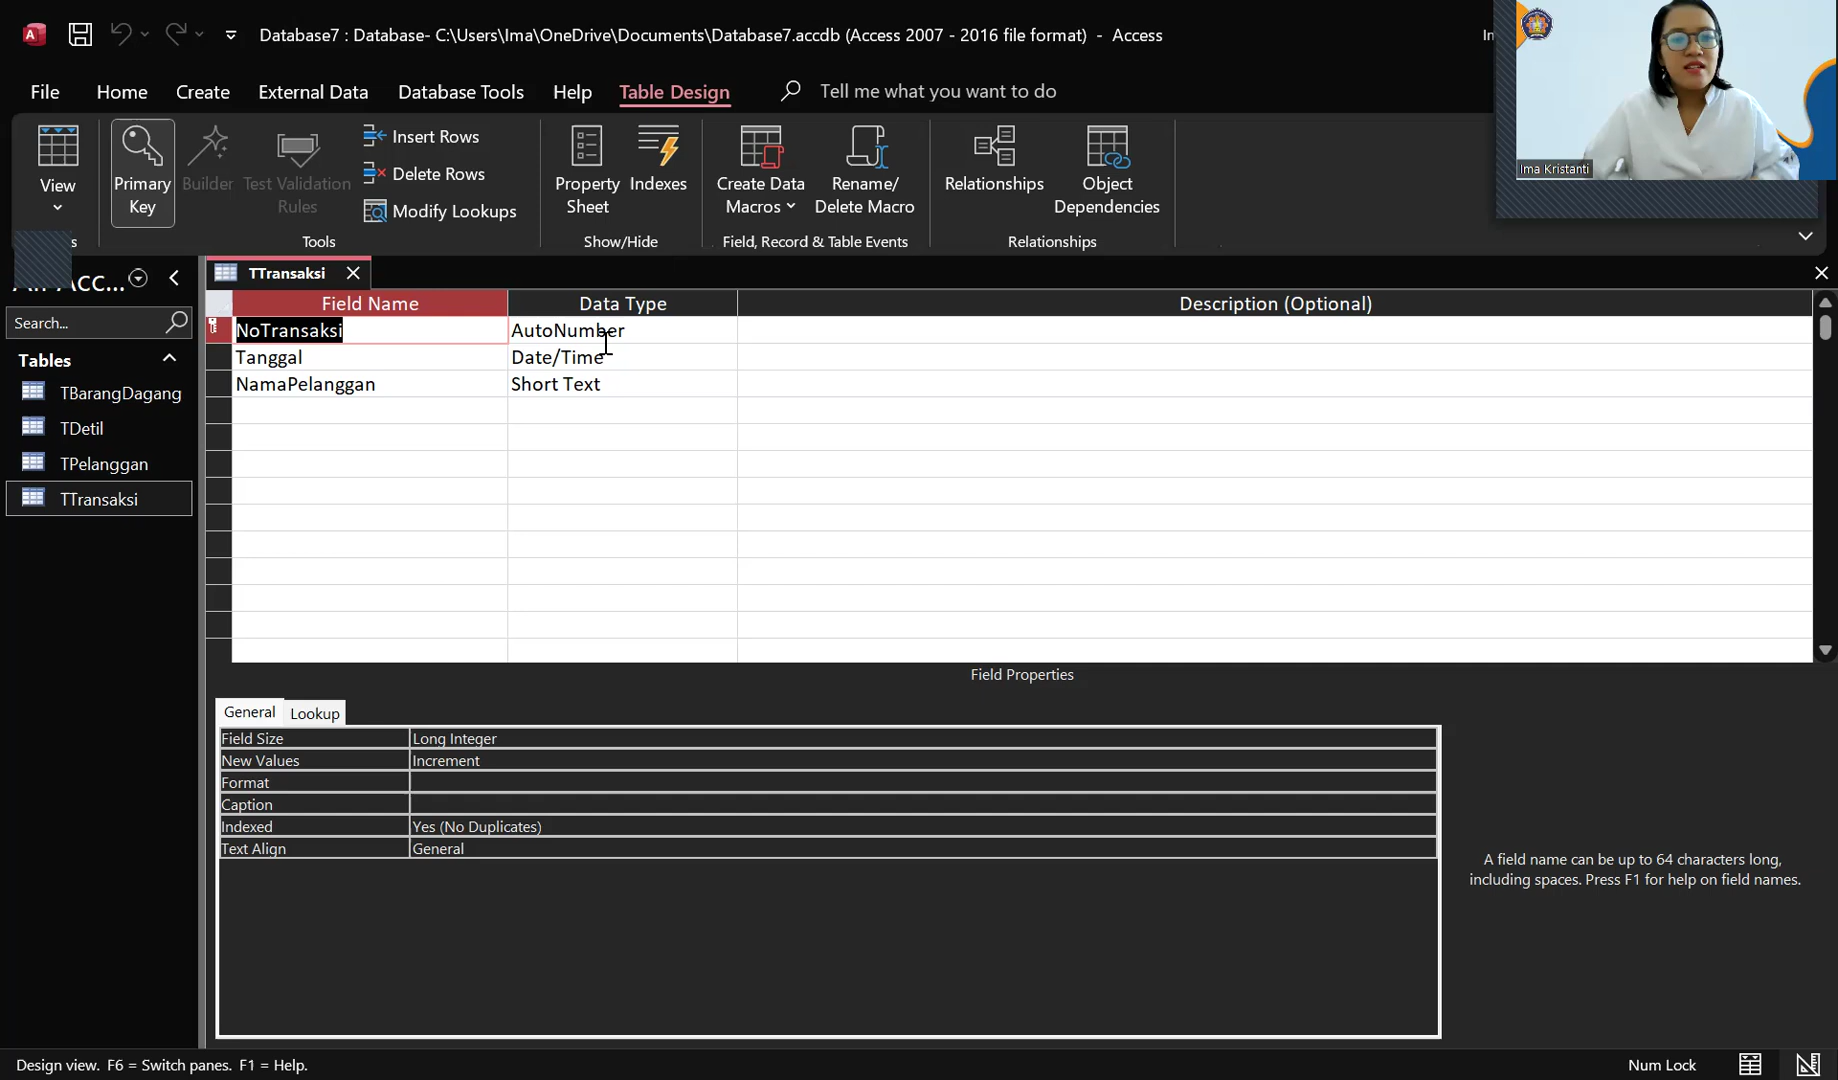 Database7 : Database- C:\Users\Ima\OneDrive\Documents\Database7.accdb (Access 2007 - 2016 file format) - Access
File Home Create External Data Database Tools Help Table Design Tell me what you want to do
View
Primary Key
Builder
Test Validation Rules
Insert Rows
Delete Rows
Modify Lookups
Property Sheet
Indexes
Create Data Macros
Rename/ Delete Macro
Relationships
Object Dependencies
Tools
Show/Hide
Field, Record & Table Events
Relationships
Ima Kristanti
TTransaksi
Search...
Tables
TBarangDagang
TDetil
TPelanggan
TTransaksi
Field Name Data Type Description (Optional)
NoTransaksi AutoNumber
Tanggal Date/Time
NamaPelanggan Short Text
Field Properties
General Lookup
Field Size Long Integer
New Values Increment
Format
Caption
Indexed Yes (No Duplicates)
Text Align General
A field name can be up to 64 characters long,
including spaces. Press F1 for help on field names.
Design view. F6 = Switch panes. F1 = Help.
Num Lock